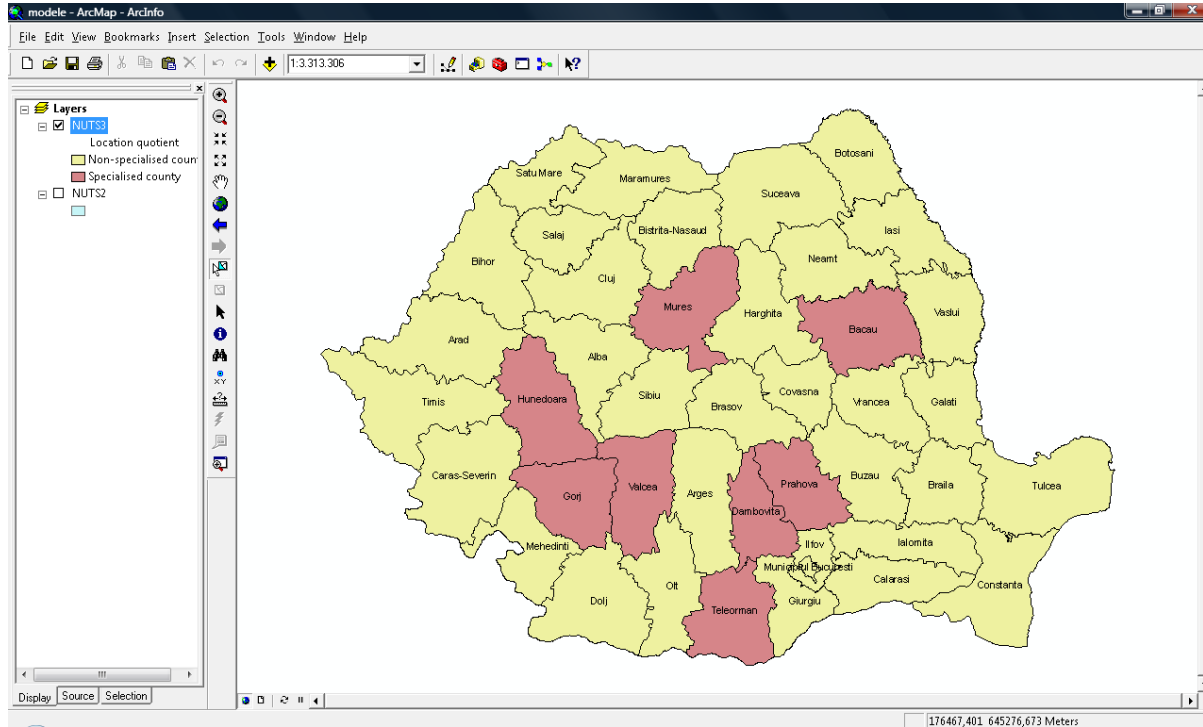 modele - ArcMap - ArcInfo
File Edit View Bookmarks Insert Selection Tools Window Help
1:3.313.306
Layers
NUTS3
Location quotient
Non-specialised coun
Specialised county
NUTS2
XY
Botosani
Satu Mare
Maramures
Suceava
Iasi
Salaj
Bistrita-Nasaud
Neamt
Bihor
Cluj
Mures
Harghita
Vaslui
Bacau
Arad
Alba
Hunedoara
Sibiu
Covasna
Timis
Brasov
Vrancea
Galati
Caras-Severin
Buzau
Valcea
Prahova
Braila
Tulcea
Gorj
Arges
Dambovita
Mehedinti
Ilfov
Ialomita
Municipiul Bucuresti
Calarasi
Constanta
Olt
Dolj
Giurgiu
Teleorman
Display Source Selection
176467,401 645276,673 Meters